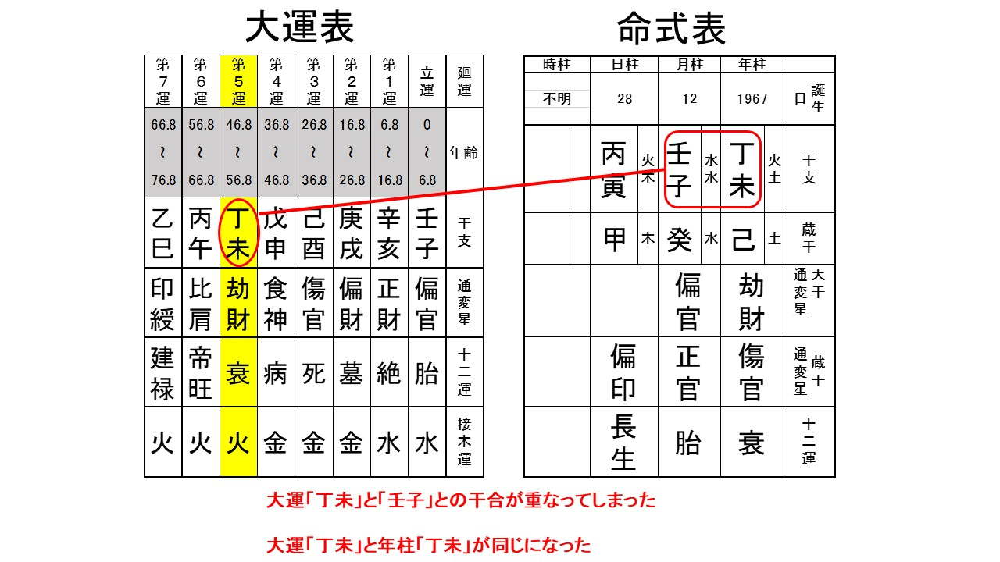 大運表
第7運 第6運 第5運 第4運 第3運 第2運 第1運 立運 廻運
66.8～76.8 56.8～66.8 46.8～56.8 36.8～46.8 26.8～36.8 16.8～26.8 6.8～16.8 0～6.8 年齢
乙巳 丙午 丁未 戊申 己酉 庚戌 辛亥 壬子 干支
印綬 比肩 劫財 食神 傷官 偏財 正財 偏官 通変星
建禄 帝旺 衰 病 死 墓 絶 胎 十二運
火 火 火 金 金 金 水 水 接木運
命式表
時柱 日柱 月柱 年柱
不明 28 12 1967 誕生日
丙寅 火木 壬子 水水 丁未 火土 干支
甲 木 癸 水 己 土 蔵干
偏官 劫財 天干通変星
偏印 正官 傷官 蔵干通変星
長生 胎 衰 十二運
大運「丁未」と「壬子」との干合が重なってしまった
大運「丁未」と年柱「丁未」が同じになった